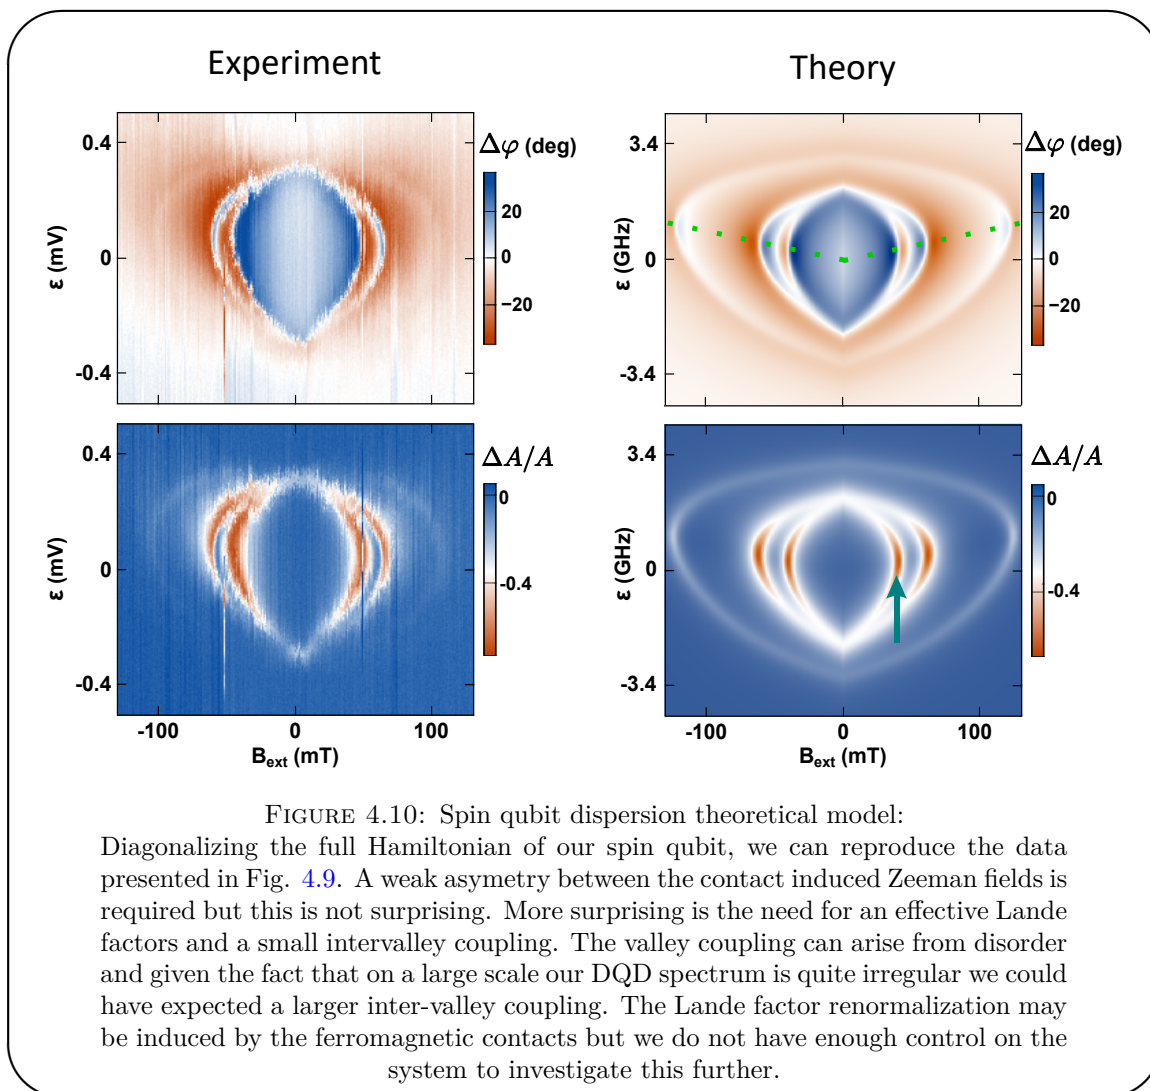 Experiment
Theory
Δφ (deg)
0.4
0
-0.4
ε (mV)
20
0
−20
Δφ (deg)
3.4
0
-3.4
ε (GHz)
20
0
−20
ΔA/A
0.4
0
-0.4
ε (mV)
0
-0.4
-100
0
100
Bext (mT)
ΔA/A
3.4
0
-3.4
ε (GHz)
0
-0.4
-100
0
100
Bext (mT)
FIGURE 4.10: Spin qubit dispersion theoretical model:
Diagonalizing the full Hamiltonian of our spin qubit, we can reproduce the data
presented in Fig. 4.9. A weak asymetry between the contact induced Zeeman fields is
required but this is not surprising. More surprising is the need for an effective Lande
factors and a small intervalley coupling. The valley coupling can arise from disorder
and given the fact that on a large scale our DQD spectrum is quite irregular we could
have expected a larger inter-valley coupling. The Lande factor renormalization may
be induced by the ferromagnetic contacts but we do not have enough control on the
system to investigate this further.